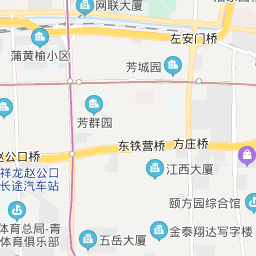 网联大厦
左安门桥
蒲黄榆小区
芳城园
芳群园
东铁营桥
方庄桥
赵公口桥
江西大厦
祥龙赵公口
长途汽车站
颐方园综合馆
体育总局-青
体育俱乐部
五岳大厦
金泰翔达写字楼